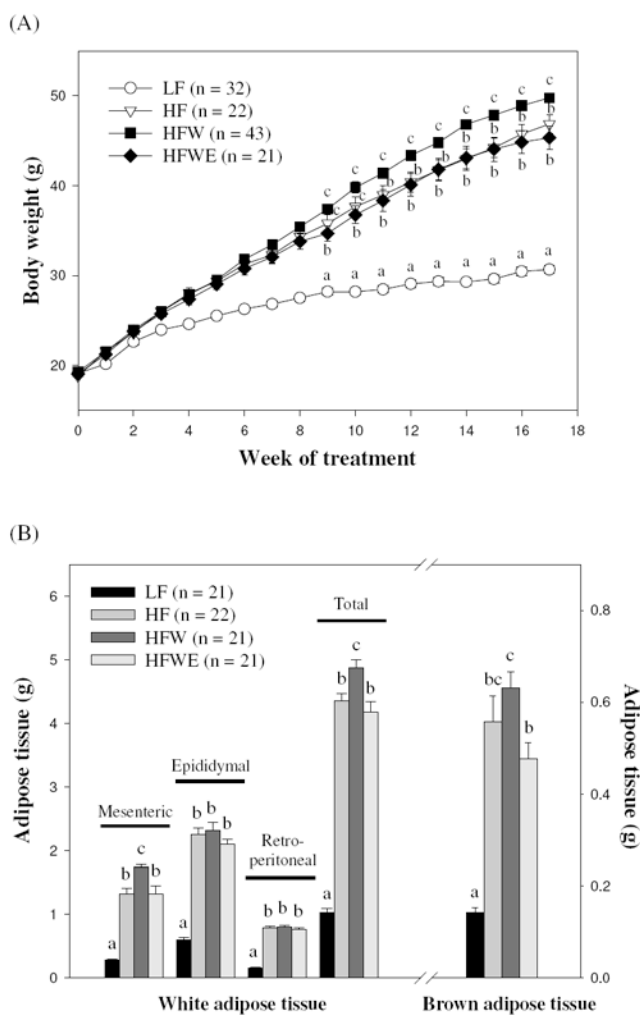 (A)
LF (n = 32)
HF (n = 22)
HFW (n = 43)
HFWE (n = 21)
Body weight (g)
50
40
30
20
c c c c c c c c c
c c b b b b b b b
b b b b b b b b b
a a a a a a a a a
0 2 4 6 8 10 12 14 16 18
Week of treatment
(B)
LF (n = 21)
HF (n = 22)
HFW (n = 21)
HFWE (n = 21)
Adipose tissue (g)
6
5
4
3
2
1
0
Mesenteric
a b c b
Epididymal
a b b b
Retro-
peritoneal
a b b b
Total
a b c b
a bc c b
0.8
0.6
0.4
0.2
0.0
Adipose tissue (g)
White adipose tissue
Brown adipose tissue